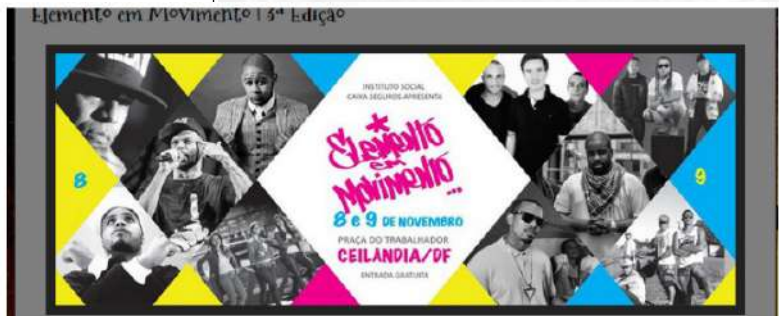 Elemento em Movimento | 3ª Edição
INSTITUTO SOCIAL
CAIXA SEGUROS APRESENTA
Elemento
em
Movimento...
8 e 9 DE NOVEMBRO
PRAÇA DO TRABALHADOR
CEILANDIA/DF
ENTRADA GRATUITA
8
9